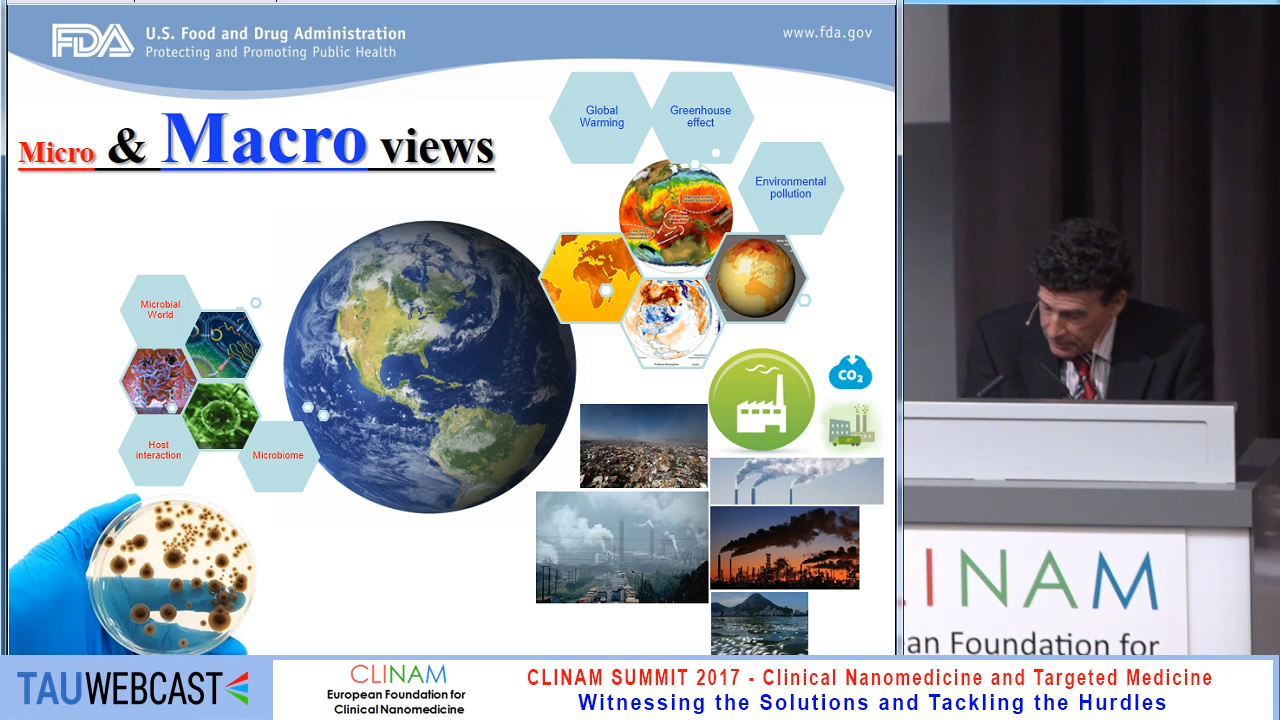 FDA
U.S. Food and Drug Administration
Protecting and Promoting Public Health
www.fda.gov
Micro & Macro views
Global
Warming
Greenhouse
effect
Environmental
pollution
Microbial
World
Host
interaction
Microbiome
CO2
LINAM
an Foundation for
TAUWEBCAST
CLINAM
European Foundation for
Clinical Nanomedicine
CLINAM SUMMIT 2017 - Clinical Nanomedicine and Targeted Medicine
Witnessing the Solutions and Tackling the Hurdles